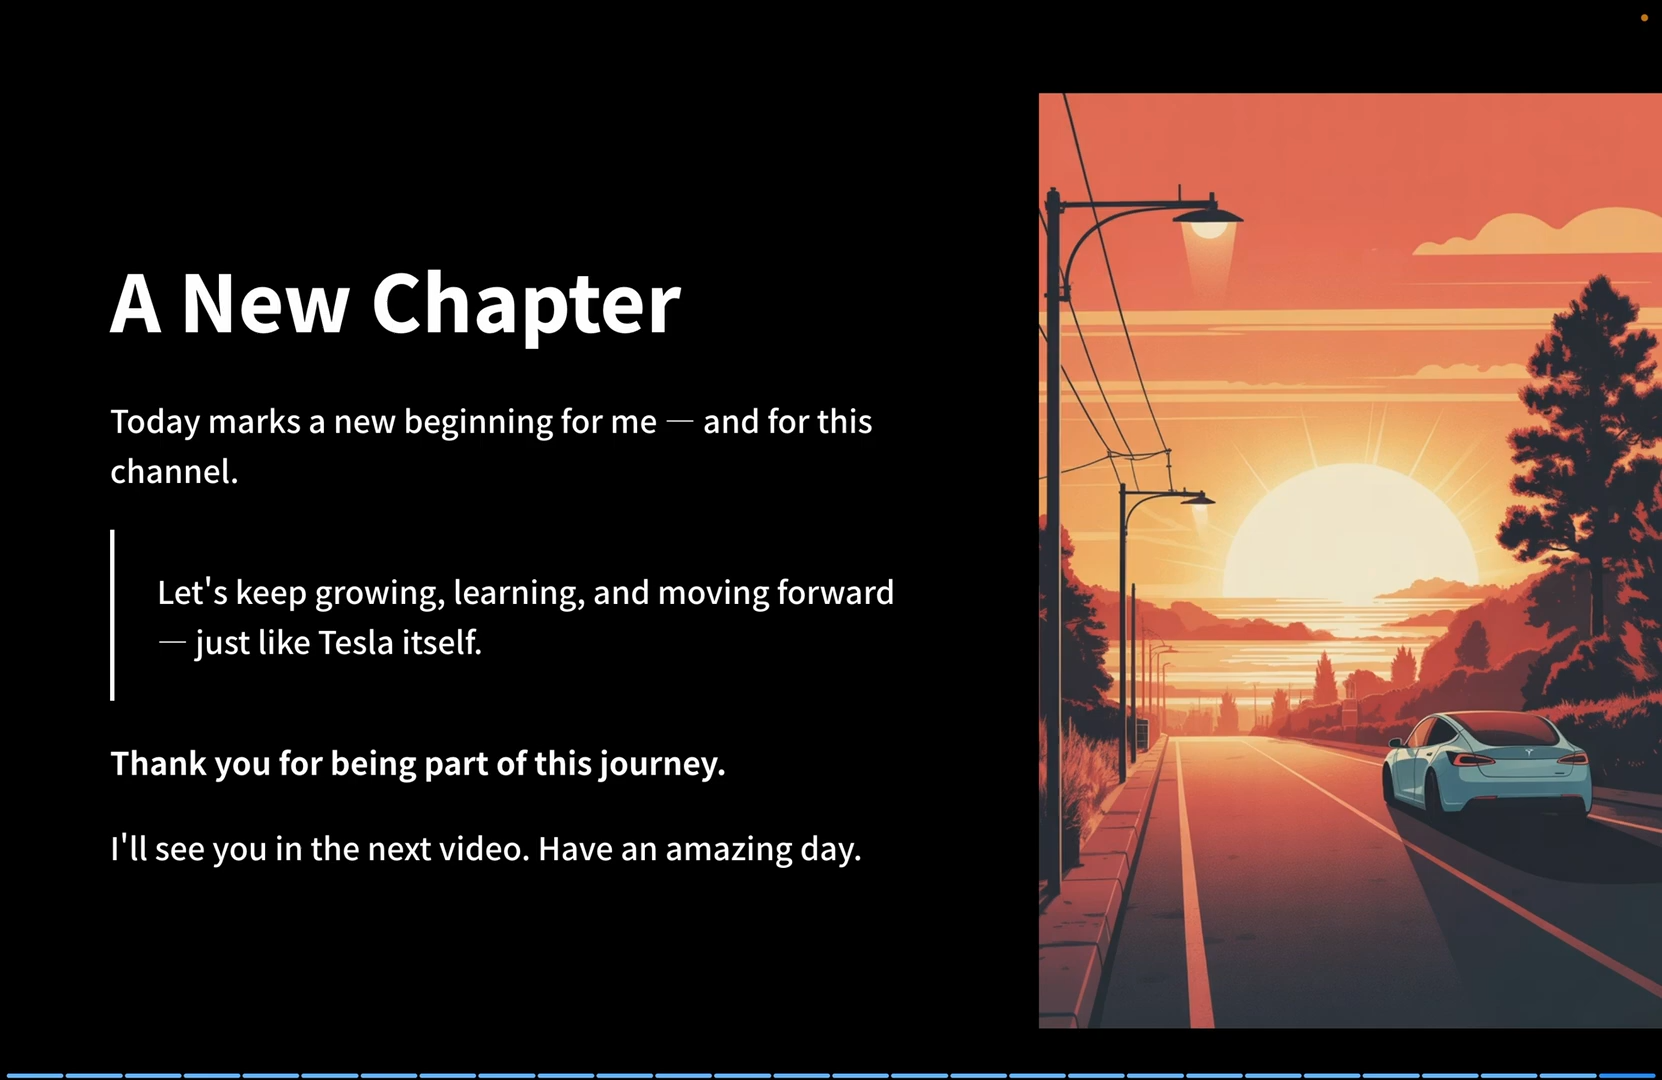 A New Chapter
Today marks a new beginning for me — and for this
channel.
Let's keep growing, learning, and moving forward
— just like Tesla itself.
Thank you for being part of this journey.
I'll see you in the next video. Have an amazing day.